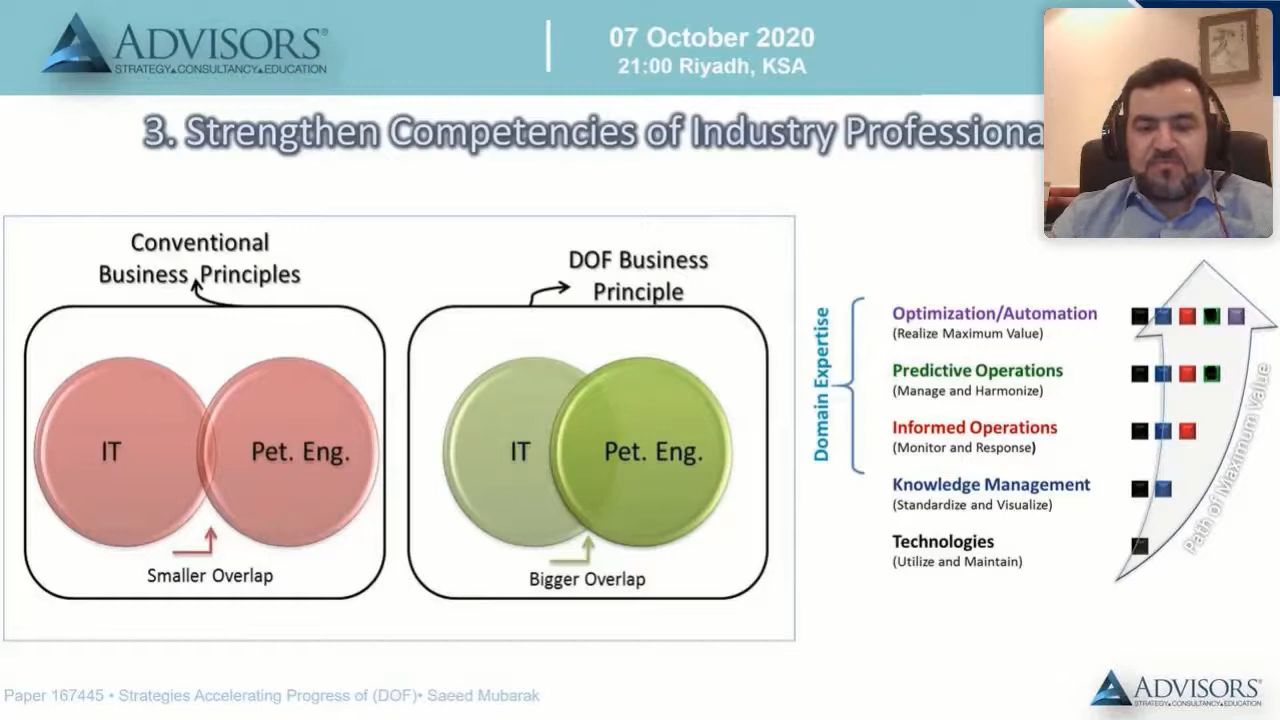 ADVISORS®
STRATEGY▲CONSULTANCY▲EDUCATION
07 October 2020
21:00 Riyadh, KSA
3. Strengthen Competencies of Industry Professiona
Conventional
Business Principles
IT
Pet. Eng.
Smaller Overlap
DOF Business
Principle
IT
Pet. Eng.
Bigger Overlap
Domain Expertise
Optimization/Automation
(Realize Maximum Value)
Predictive Operations
(Manage and Harmonize)
Informed Operations
(Monitor and Response)
Knowledge Management
(Standardize and Visualize)
Technologies
(Utilize and Maintain)
Path of Maximum Value
Paper 167445 • Strategies Accelerating Progress of (DOF)• Saeed Mubarak
ADVISORS®
STRATEGY▲CONSULTANCY▲EDUCATION